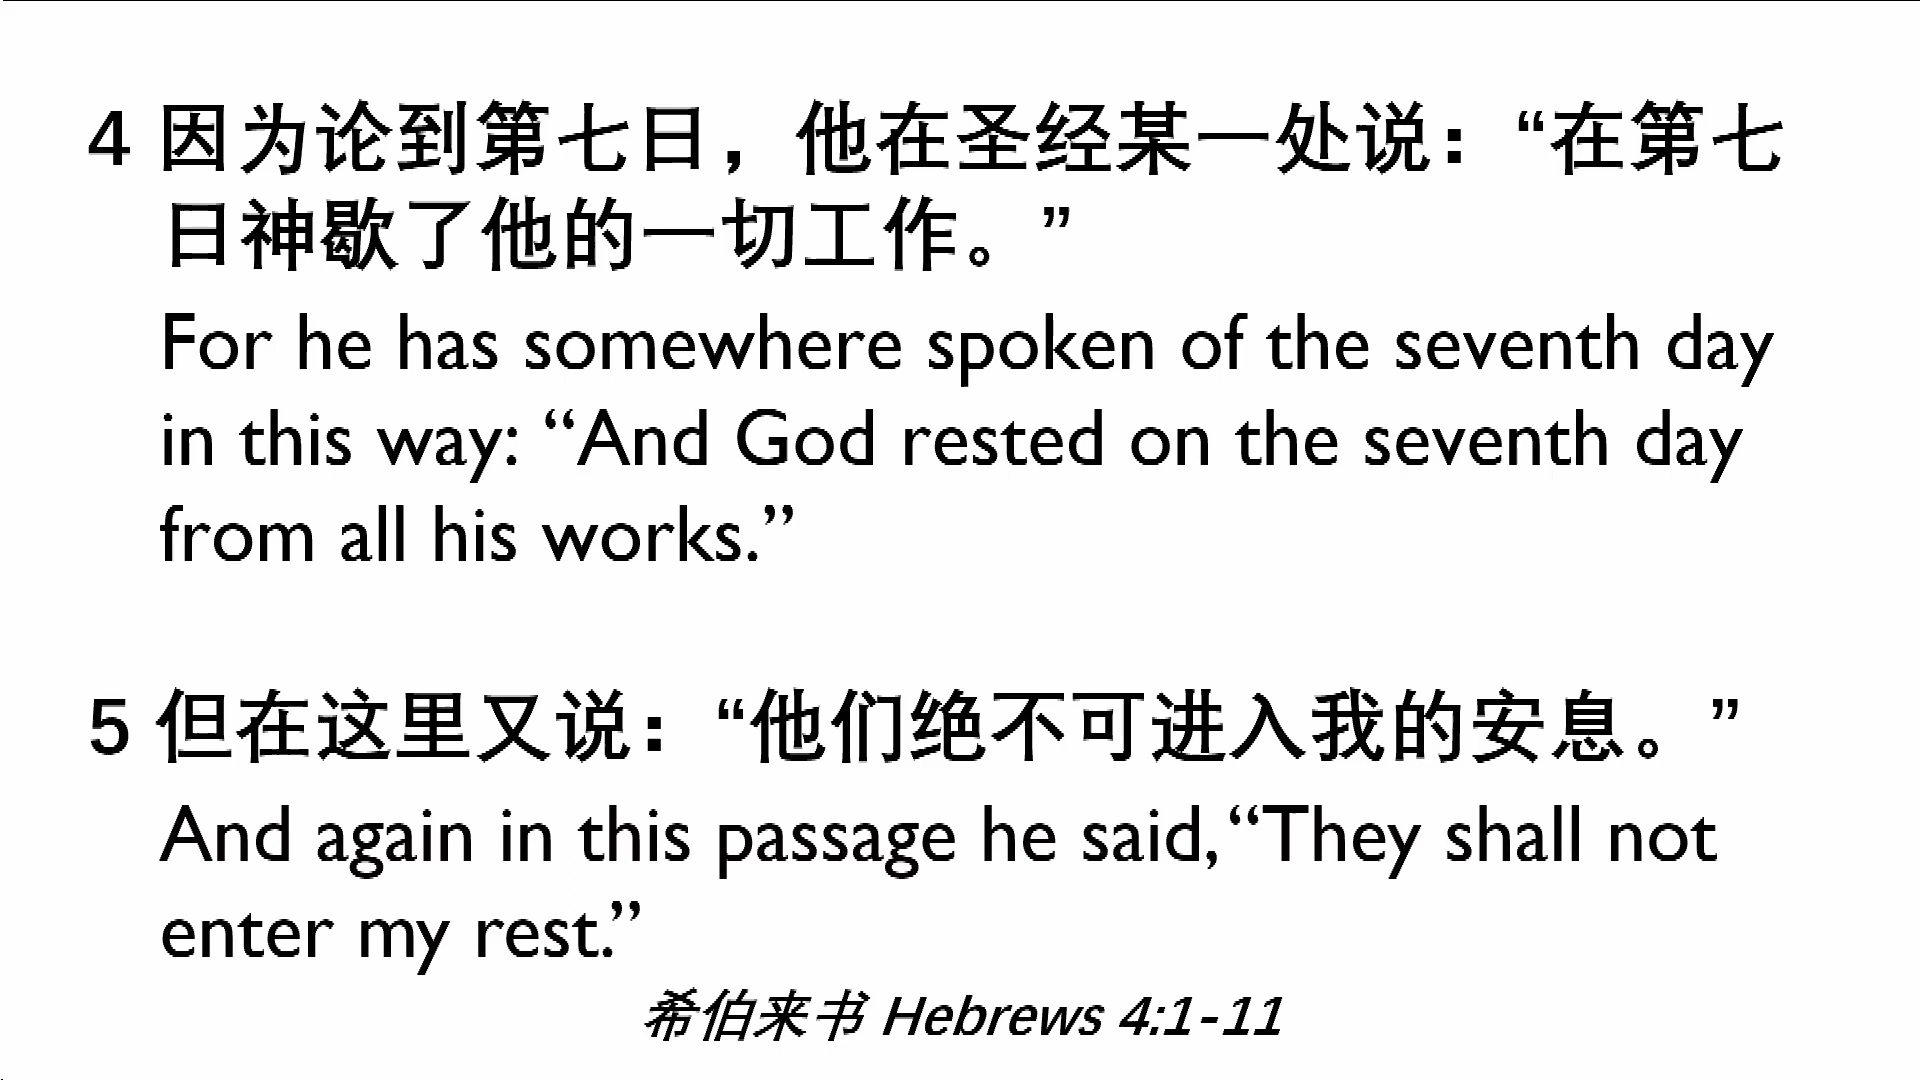 4 因为论到第七日，他在圣经某一处说：“在第七
日神歇了他的一切工作。”
For he has somewhere spoken of the seventh day
in this way: “And God rested on the seventh day
from all his works.”
5 但在这里又说：“他们绝不可进入我的安息。”
And again in this passage he said, “They shall not
enter my rest.”
希伯来书 Hebrews 4:1-11